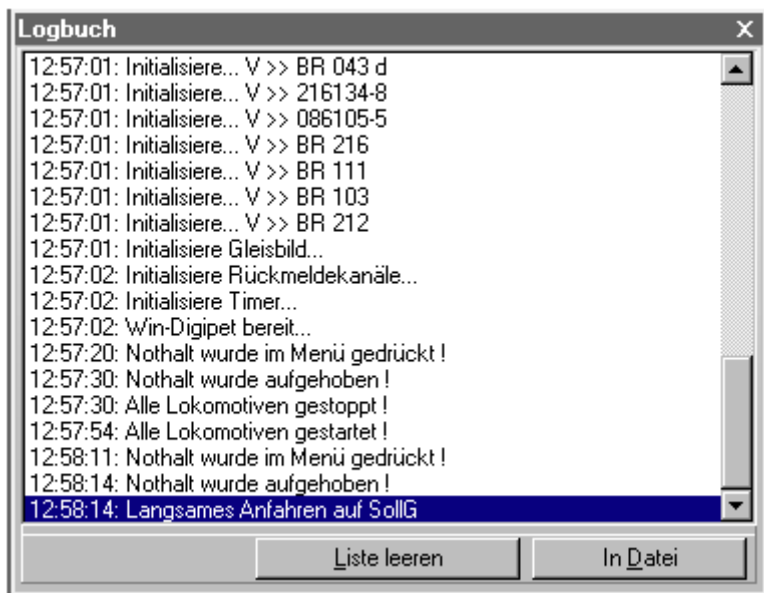 Logbuch
12:57:01: Initialisiere... V >> BR 043 d
12:57:01: Initialisiere... V >> 216134-8
12:57:01: Initialisiere... V >> 086105-5
12:57:01: Initialisiere... V >> BR 216
12:57:01: Initialisiere... V >> BR 111
12:57:01: Initialisiere... V >> BR 103
12:57:01: Initialisiere... V >> BR 212
12:57:01: Initialisiere Gleisbild...
12:57:02: Initialisiere Rückmeldekanäle...
12:57:02: Initialisiere Timer...
12:57:02: Win-Digipet bereit...
12:57:20: Nothalt wurde im Menü gedrückt !
12:57:30: Nothalt wurde aufgehoben !
12:57:30: Alle Lokomotiven gestoppt !
12:57:54: Alle Lokomotiven gestartet !
12:58:11: Nothalt wurde im Menü gedrückt !
12:58:14: Nothalt wurde aufgehoben !
12:58:14: Langsames Anfahren auf SollG
Liste leeren In Datei